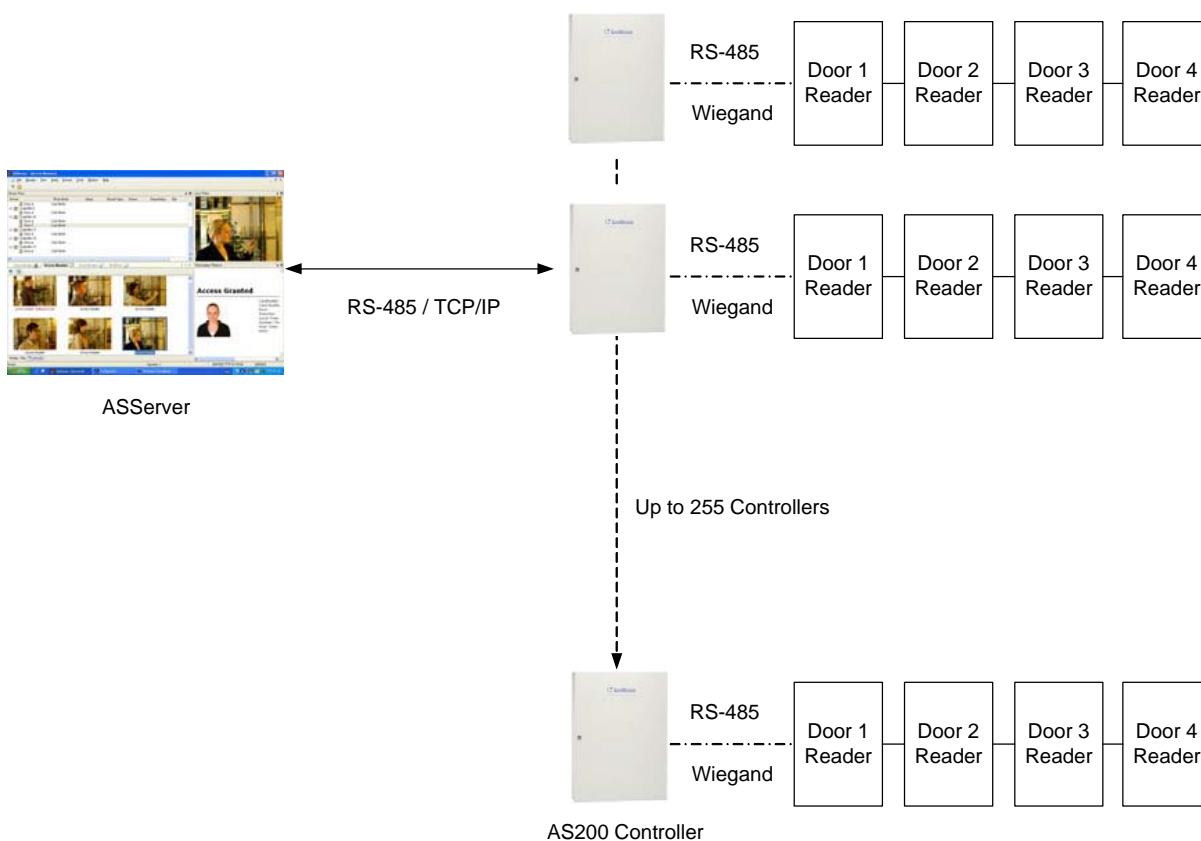 RS-485
Wiegand
Door 1
Reader
Door 2
Reader
Door 3
Reader
Door 4
Reader
RS-485
Wiegand
Door 1
Reader
Door 2
Reader
Door 3
Reader
Door 4
Reader
Access Granted
RS-485 / TCP/IP
ASServer
Up to 255 Controllers
RS-485
Wiegand
Door 1
Reader
Door 2
Reader
Door 3
Reader
Door 4
Reader
AS200 Controller